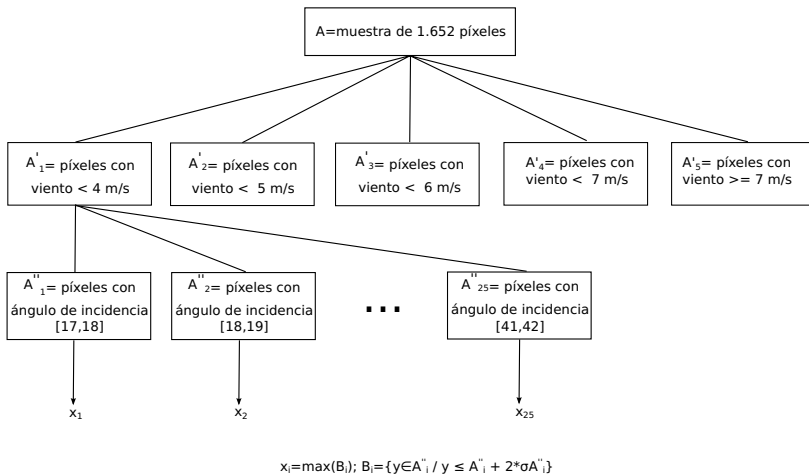 A=muestra de 1.652 píxeles
A'₁= píxeles con
viento < 4 m/s
A'₂= píxeles con
viento < 5 m/s
A'₃= píxeles con
viento < 6 m/s
A'₄= píxeles con
viento < 7 m/s
A'₅= píxeles con
viento >= 7 m/s
A''₁= píxeles con
ángulo de incidencia
[17,18]
A''₂= píxeles con
ángulo de incidencia
[18,19]
...
A''₂₅= píxeles con
ángulo de incidencia
[41,42]
x₁
x₂
x₂₅
xᵢ=max(Bᵢ); Bᵢ={y∈A''ᵢ / y ≤ A''ᵢ + 2*σA''ᵢ}